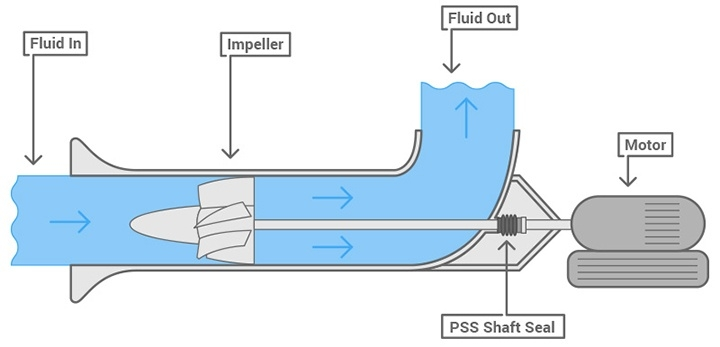 Fluid Out
Fluid In
Impeller
Motor
PSS Shaft Seal